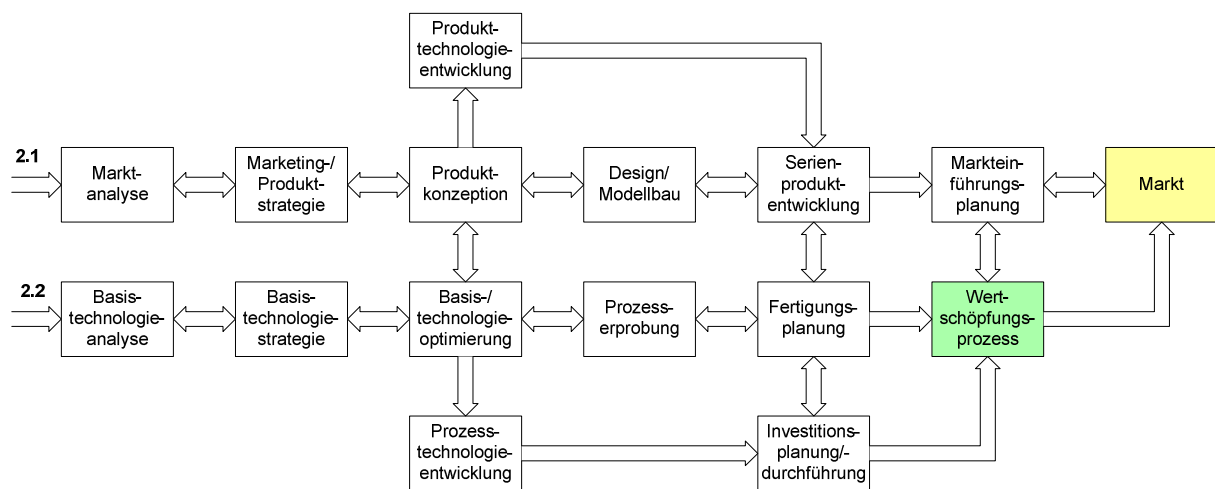 Produkt-
technologie-
entwicklung
2.1
Markt-
analyse
Marketing-/
Produkt-
strategie
Produkt-
konzeption
Design/
Modellbau
Serien-
produkt-
entwicklung
Markteinn-
führungs-
planung
Markt
2.2
Basis-
technologie-
analyse
Basis-
technologie-
strategie
Basis-/
technologie-
optimierung
Prozess-
erprobung
Fertigungs-
planung
Wert-
schöpfungs-
prozess
Prozess-
technologie-
entwicklung
Investitions-
planung/-
durchführung